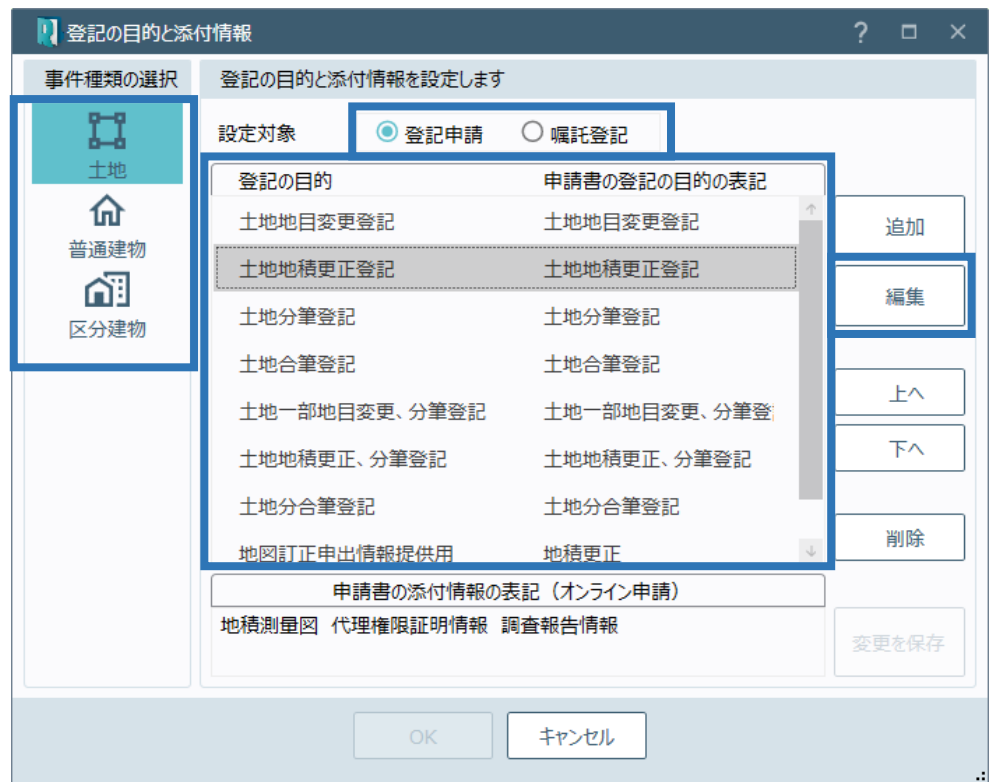 登記の目的と添付情報
事件種類の選択
土地
普通建物
区分建物
登記の目的と添付情報を設定します
設定対象 登記申請 嘱託登記
登記の目的 申請書の登記の目的の表記
土地地目変更登記 土地地目変更登記
土地地積更正登記 土地地積更正登記
土地分筆登記 土地分筆登記
土地合筆登記 土地合筆登記
土地一部地目変更、分筆登記 土地一部地目変更、分筆登
土地地積更正、分筆登記 土地地積更正、分筆登記
土地分合筆登記 土地分合筆登記
地図訂正申出情報提供用 地積更正
申請書の添付情報の表記（オンライン申請）
地積測量図 代理権限証明情報 調査報告情報
追加
編集
上へ
下へ
削除
変更を保存
OK
キャンセル